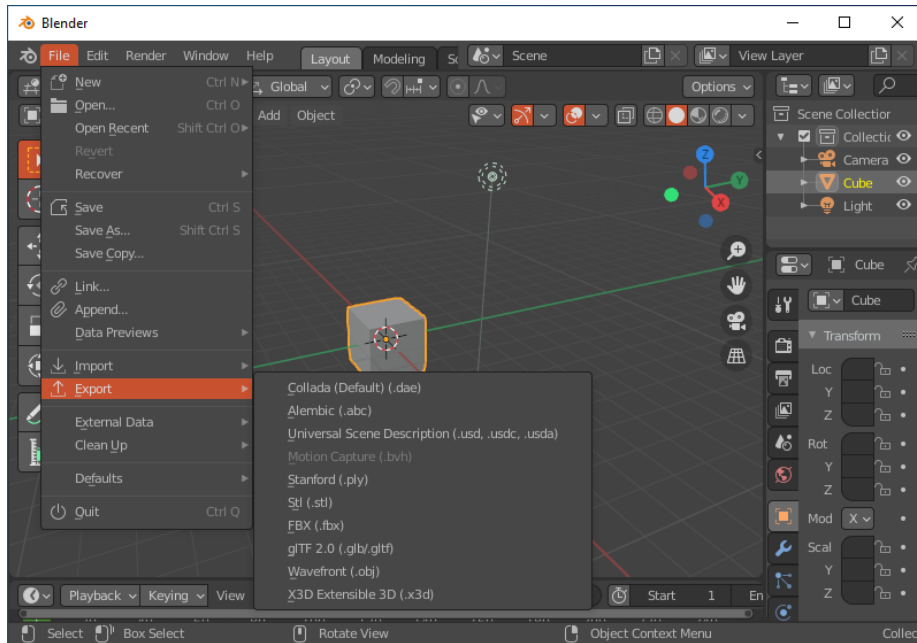 Blender
File Edit Render Window Help Layout Modeling Sc Scene View Layer
Global Options
Add Object
New Ctrl N
Open... Ctrl O
Open Recent Shift Ctrl O
Revert
Recover
Save Ctrl S
Save As... Shift Ctrl S
Save Copy...
Link...
Append...
Data Previews
Import
Export
External Data
Clean Up
Defaults
Quit Ctrl Q
Collada (Default) (.dae)
Alembic (.abc)
Universal Scene Description (.usd, .usdc, .usda)
Motion Capture (.bvh)
Stanford (.ply)
Stl (.stl)
FBX (.fbx)
glTF 2.0 (.glb/.gltf)
Wavefront (.obj)
X3D Extensible 3D (.x3d)
Z
Y
X
Scene Collection
Collectic
Camera
Cube
Light
Cube
Cube
Transform
Loc
Y
Z
Rot
Y
Z
Mod X
Scal
Y
Z
Playback Keying View Start 1 En
Select Box Select Rotate View Object Context Menu Collec